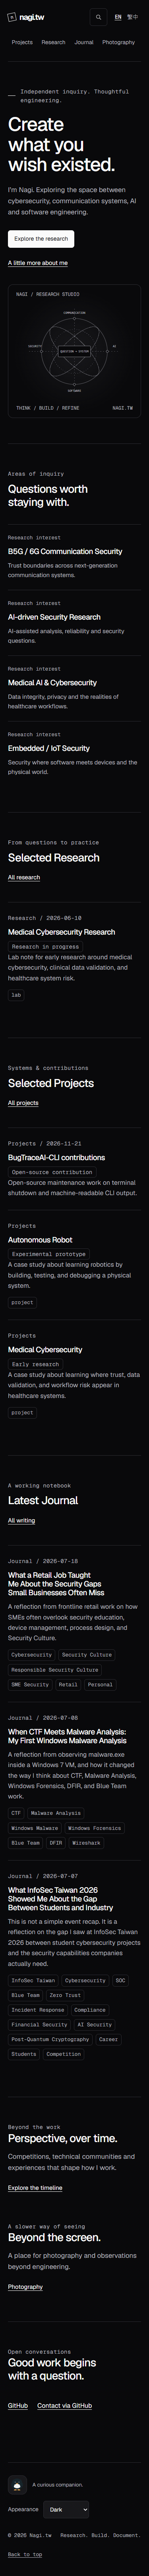 nagi.tw
EN 繁中
Projects Research Journal Photography
Independent inquiry. Thoughtful
engineering.
Create
what you
wish existed.
I'm Nagi. Exploring the space between
cybersecurity, communication systems, AI
and software engineering.
Explore the research
A little more about me
NAGI / RESEARCH STUDIO
COMMUNICATION
SECURITY
QUESTION → SYSTEM
AI
SOFTWARE
THINK / BUILD / REFINE NAGI.TW
Areas of inquiry
Questions worth
staying with.
Research interest
B5G / 6G Communication Security
Trust boundaries across next-generation
communication systems.
Research interest
AI-driven Security Research
AI-assisted analysis, reliability and security
questions.
Research interest
Medical AI & Cybersecurity
Data integrity, privacy and the realities of
healthcare workflows.
Research interest
Embedded / IoT Security
Security where software meets devices and the
physical world.
From questions to practice
Selected Research
All research
Research / 2026-06-10
Medical Cybersecurity Research
Research in progress
Lab note for early research around medical
cybersecurity, clinical data validation, and
healthcare system risk.
lab
Systems & contributions
Selected Projects
All projects
Projects / 2026-11-21
BugTraceAI-CLI contributions
Open-source contribution
Open-source maintenance work on terminal
shutdown and machine-readable CLI output.
Projects
Autonomous Robot
Experimental prototype
A case study about learning robotics by
building, testing, and debugging a physical
system.
project
Projects
Medical Cybersecurity
Early research
A case study about learning where trust, data
validation, and workflow risk appear in
healthcare systems.
project
A working notebook
Latest Journal
All writing
Journal / 2026-07-18
What a Retail Job Taught
Me About the Security Gaps
Small Businesses Often Miss
A reflection from frontline retail work on how
SMEs often overlook security education,
device management, process design, and
Security Culture.
Cybersecurity Security Culture
Responsible Security Culture
SME Security Retail Personal
Journal / 2026-07-08
When CTF Meets Malware Analysis:
My First Windows Malware Analysis
A reflection from observing malware.exe
inside a Windows 7 VM, and how it changed
the way I think about CTF, Malware Analysis,
Windows Forensics, DFIR, and Blue Team
work.
CTF Malware Analysis
Windows Malware Windows Forensics
Blue Team DFIR Wireshark
Journal / 2026-07-07
What InfoSec Taiwan 2026
Showed Me About the Gap
Between Students and Industry
This is not a simple event recap. It is a
reflection on the gap I saw at InfoSec Taiwan
2026 between student cybersecurity projects
and the security capabilities companies
actually need.
InfoSec Taiwan Cybersecurity SOC
Blue Team Zero Trust
Incident Response Compliance
Financial Security AI Security
Post-Quantum Cryptography Career
Students Competition
Beyond the work
Perspective, over time.
Competitions, technical communities and
experiences that shape how I work.
Explore the timeline
A slower way of seeing
Beyond the screen.
A place for photography and observations
beyond engineering.
Photography
Open conversations
Good work begins
with a question.
GitHub Contact via GitHub
A curious companion.
Appearance Dark
© 2026 Nagi.tw Research. Build. Document.
Back to top